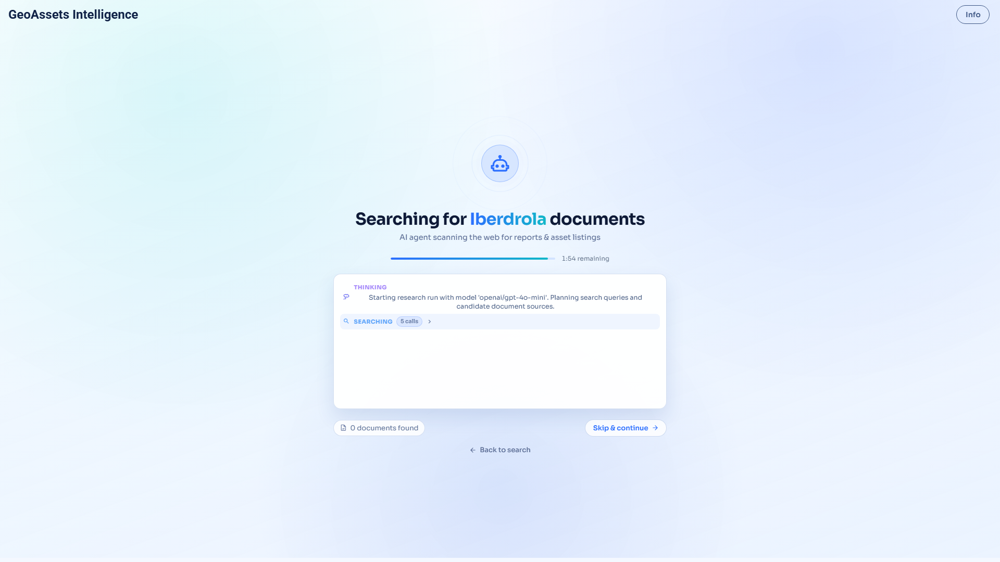 GeoAssets Intelligence
Info
Searching for Iberdrola documents
AI agent scanning the web for reports & asset listings
1:54 remaining
THINKING
Starting research run with model 'openai/gpt-4o-mini'. Planning search queries and
candidate document sources.
SEARCHING 5 calls
0 documents found
Skip & continue
Back to search